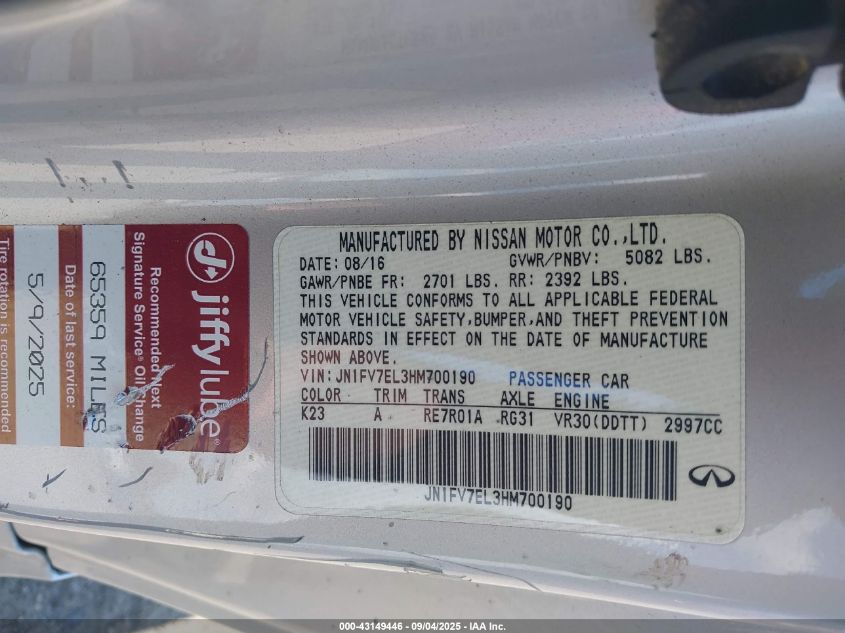 MANUFACTURED BY NISSAN MOTOR CO.,LTD.
DATE: 08/16 GVWR/PNBV: 5082 LBS.
GAWR/PNBE FR: 2701 LBS. RR: 2392 LBS.
THIS VEHICLE CONFORMS TO ALL APPLICABLE FEDERAL
MOTOR VEHICLE SAFETY,BUMPER,AND THEFT PREVENTION
STANDARDS IN EFFECT ON THE DATE OF MANUFACTURE
SHOWN ABOVE.
VIN:JN1FV7EL3HM700190 PASSENGER CAR
COLOR TRIM TRANS AXLE ENGINE
K23 A RE7R01A RG31 VR30(DDTT) 2997CC
JN1FV7EL3HM700190
jiffylube®
Recommended Next
Signature Service® Oil Change
65359 MILES
Date of last service:
5/9/2025
Tire rotation is recommended
000-43149446 - 09/04/2025 - IAA Inc.